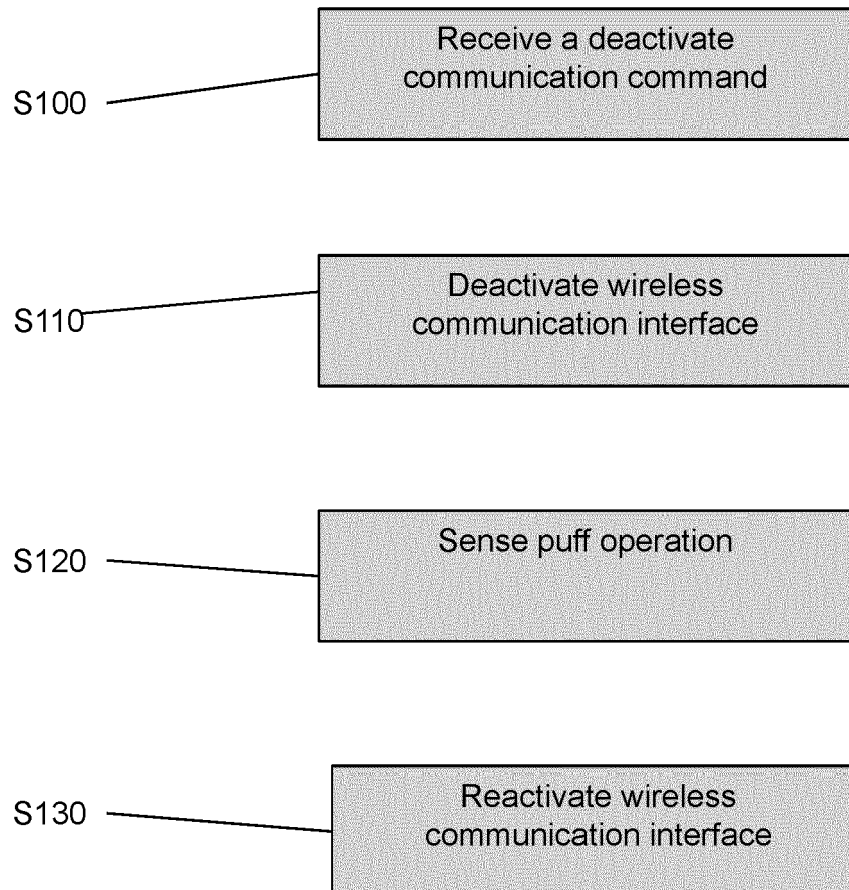 Receive a deactivate
communication command
S100
Deactivate wireless
communication interface
S110
Sense puff operation
S120
Reactivate wireless
communication interface
S130